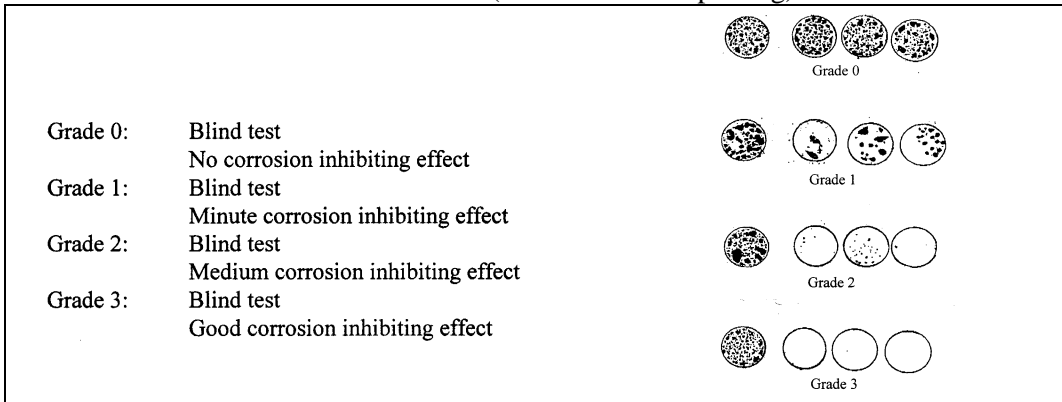 Grade 0: Blind test
No corrosion inhibiting effect
Grade 1: Blind test
Minute corrosion inhibiting effect
Grade 2: Blind test
Medium corrosion inhibiting effect
Grade 3: Blind test
Good corrosion inhibiting effect
Grade 0
Grade 1
Grade 2
Grade 3